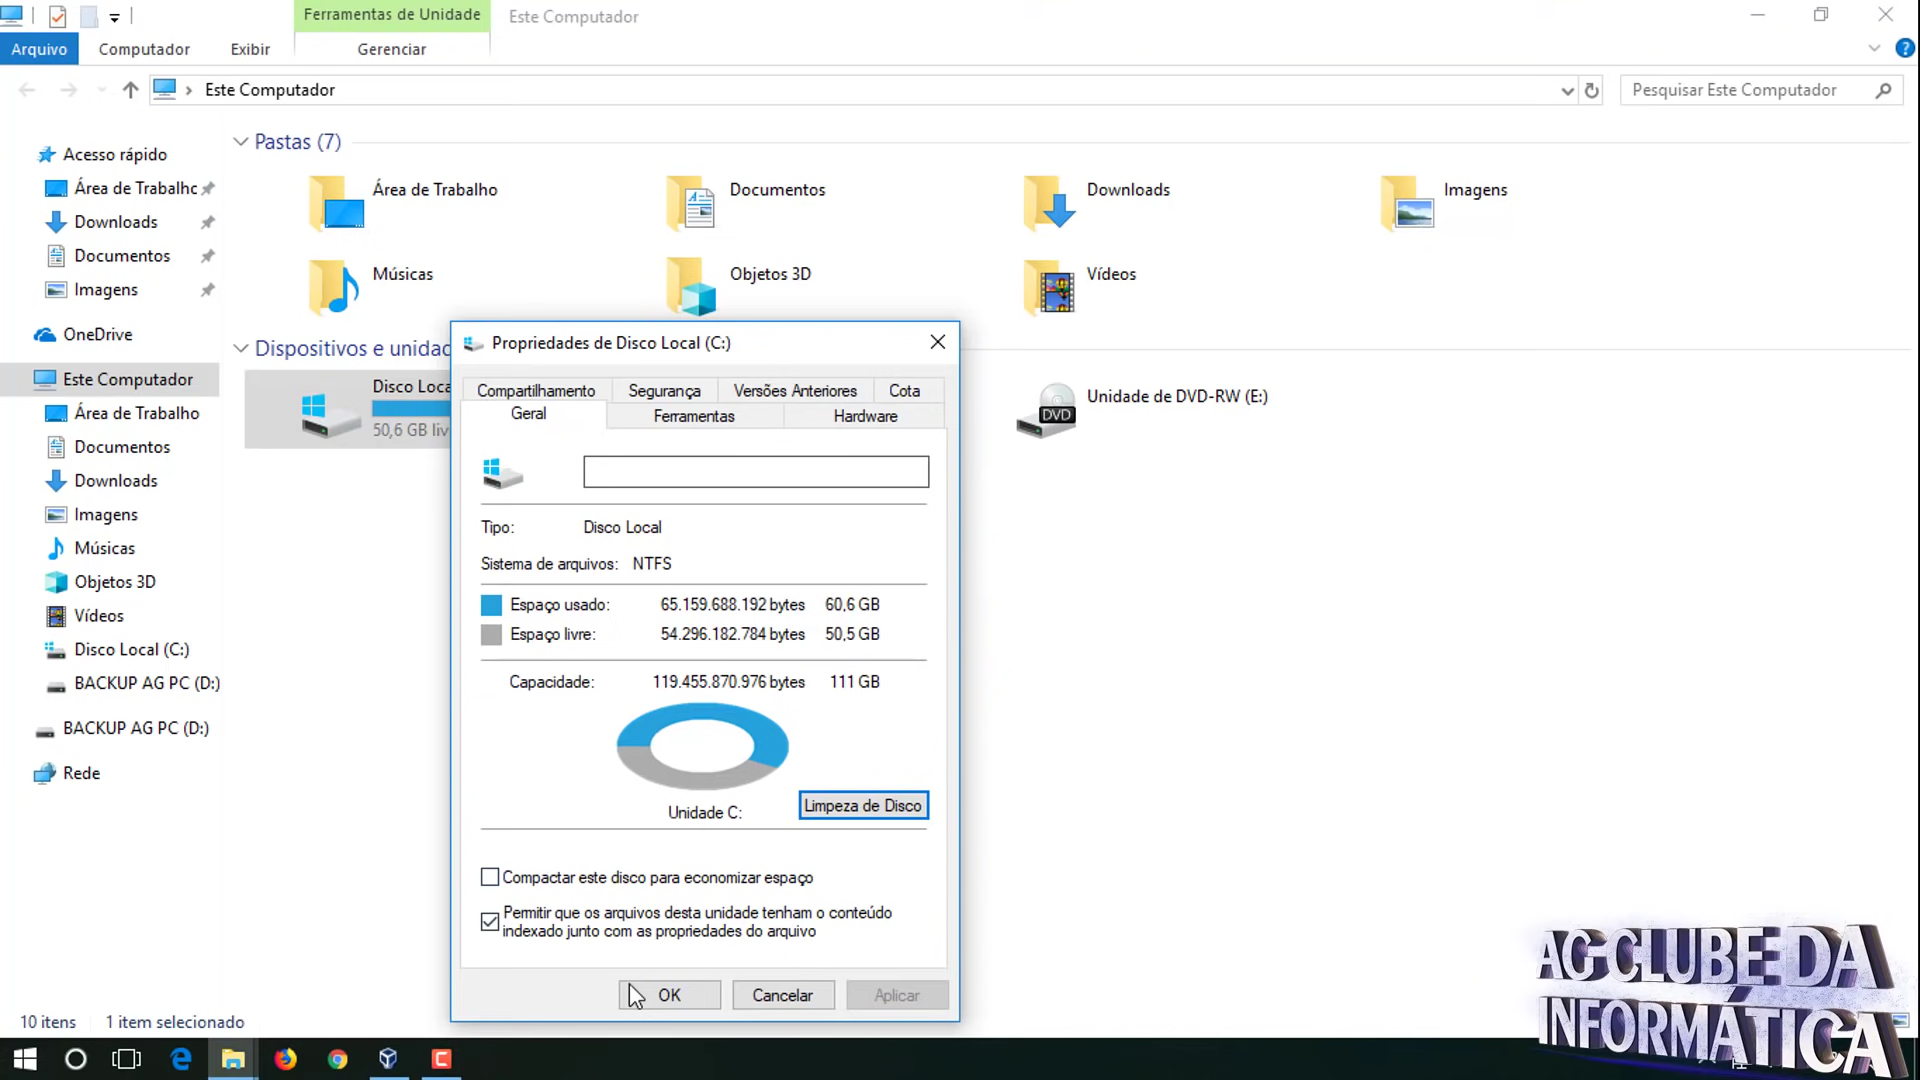 Ferramentas de Unidade
Este Computador
Arquivo
Computador
Exibir
Gerenciar
Este Computador
Pesquisar Este Computador
Acesso rápido
Área de Trabalho
Downloads
Documentos
Imagens
OneDrive
Este Computador
Área de Trabalho
Documentos
Downloads
Imagens
Músicas
Objetos 3D
Vídeos
Disco Local (C:)
BACKUP AG PC (D:)
BACKUP AG PC (D:)
Rede
Pastas (7)
Área de Trabalho
Documentos
Downloads
Imagens
Músicas
Objetos 3D
Vídeos
Dispositivos e unidad
Disco Loca
50,6 GB liv
DVD
Unidade de DVD-RW (E:)
Propriedades de Disco Local (C:)
Compartilhamento
Segurança
Versões Anteriores
Cota
Geral
Ferramentas
Hardware
Tipo: Disco Local
Sistema de arquivos: NTFS
Espaço usado: 65.159.688.192 bytes 60,6 GB
Espaço livre: 54.296.182.784 bytes 50,5 GB
Capacidade: 119.455.870.976 bytes 111 GB
Unidade C:
Limpeza de Disco
Compactar este disco para economizar espaço
Permitir que os arquivos desta unidade tenham o conteúdo
indexado junto com as propriedades do arquivo
OK
Cancelar
Aplicar
10 itens
1 item selecionado
AG CLUBE DA
INFORMÁTICA